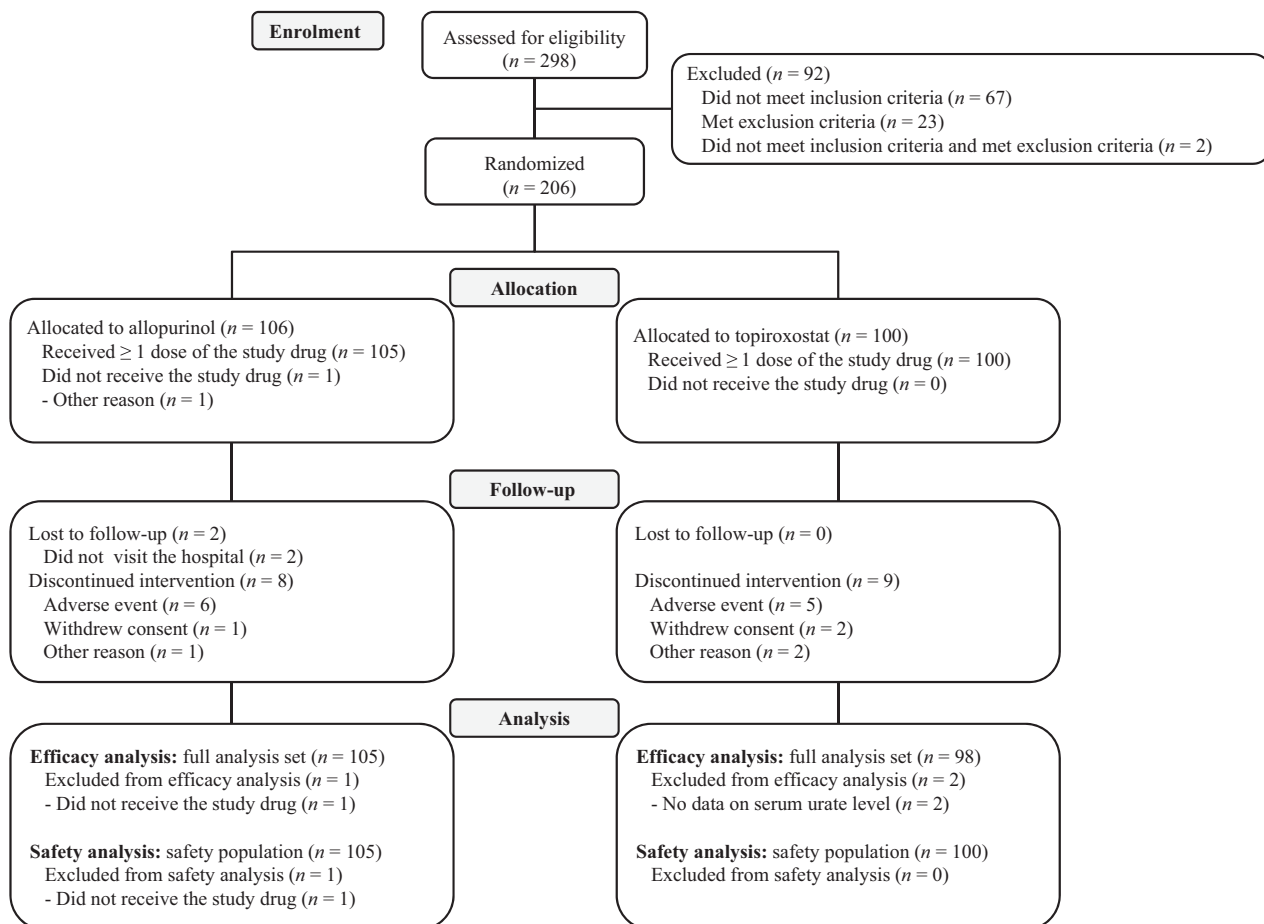 Enrolment
Assessed for eligibility
(n = 298)
Excluded (n = 92)
Did not meet inclusion criteria (n = 67)
Met exclusion criteria (n = 23)
Did not meet inclusion criteria and met exclusion criteria (n = 2)
Randomized
(n = 206)
Allocation
Allocated to allopurinol (n = 106)
Received ≥ 1 dose of the study drug (n = 105)
Did not receive the study drug (n = 1)
- Other reason (n = 1)
Allocated to topiroxostat (n = 100)
Received ≥ 1 dose of the study drug (n = 100)
Did not receive the study drug (n = 0)
Follow-up
Lost to follow-up (n = 2)
Did not visit the hospital (n = 2)
Discontinued intervention (n = 8)
Adverse event (n = 6)
Withdrew consent (n = 1)
Other reason (n = 1)
Lost to follow-up (n = 0)
Discontinued intervention (n = 9)
Adverse event (n = 5)
Withdrew consent (n = 2)
Other reason (n = 2)
Analysis
Efficacy analysis: full analysis set (n = 105)
Excluded from efficacy analysis (n = 1)
- Did not receive the study drug (n = 1)
Safety analysis: safety population (n = 105)
Excluded from safety analysis (n = 1)
- Did not receive the study drug (n = 1)
Efficacy analysis: full analysis set (n = 98)
Excluded from efficacy analysis (n = 2)
- No data on serum urate level (n = 2)
Safety analysis: safety population (n = 100)
Excluded from safety analysis (n = 0)